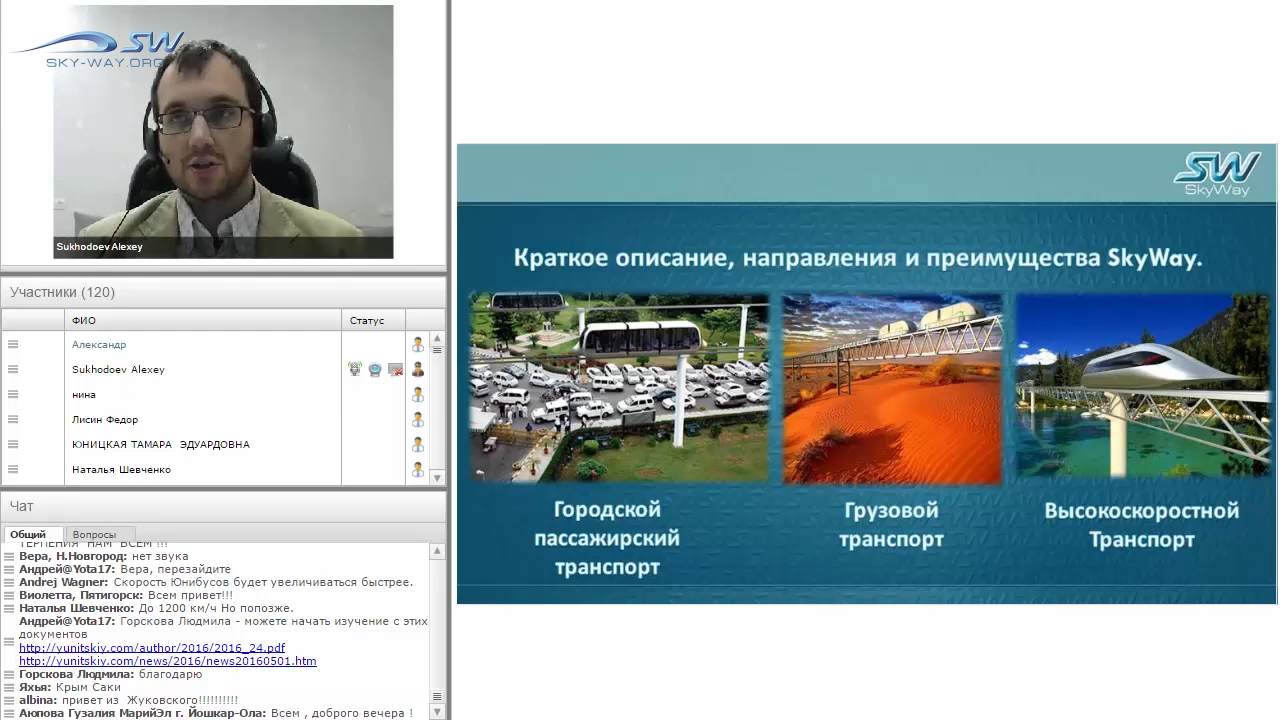 SW
SKY-WAY.ORG
Sukhodoev Alexey
Участники (120)
ФИО
Статус
Александр
Sukhodoev Alexey
нина
Лисин Федор
ЮНИЦКАЯ ТАМАРА ЭДУАРДОВНА
Наталья Шевченко
Чат
Общий
Вопросы
ТЕРПЕНИЯ НАМ ВСЕМ !!!
Вера, Н.Новгород: нет звука
Андрей@Yota17: Вера, перезайдите
Andrej Wagner: Скорость Юнибусов будет увеличиваться быстрее.
Виолетта, Пятигорск: Всем привет!!!
Наталья Шевченко: До 1200 км/ч Но попозже.
Андрей@Yota17: Горскова Людмила - можете начать изучение с этих
документов
http://yunitskiy.com/author/2016/2016_24.pdf
http://yunitskiy.com/news/2016/news20160501.htm
Горскова Людмила: благодарю
Яхья: Крым Саки
albina: привет из Жуковского!!!!!!!!!!
Аюпова Гузалия МарийЭл г. Йошкар-Ола: Всем , доброго вечера !
SW
SkyWay
Краткое описание, направления и преимущества SkyWay.
Городской
пассажирский
транспорт
Грузовой
транспорт
Высокоскоростной
Транспорт